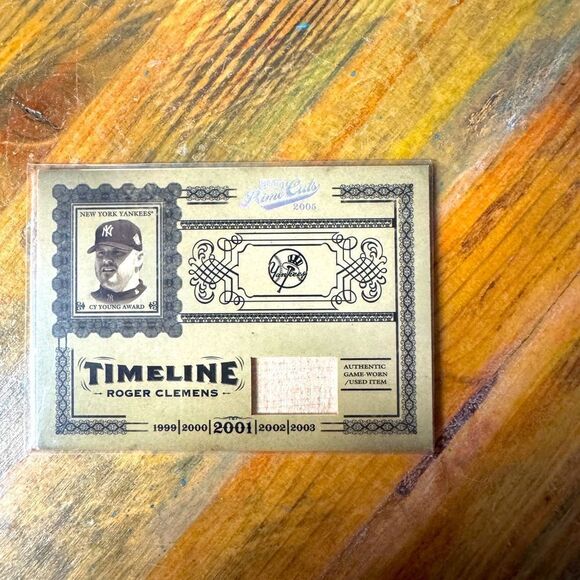 Prime Cuts
2005
NEW YORK YANKEES®
NY
CY YOUNG AWARD
Yankees
TIMELINE
ROGER CLEMENS
AUTHENTIC
GAME-WORN
/USED ITEM
1999|2000|2001|2002|2003